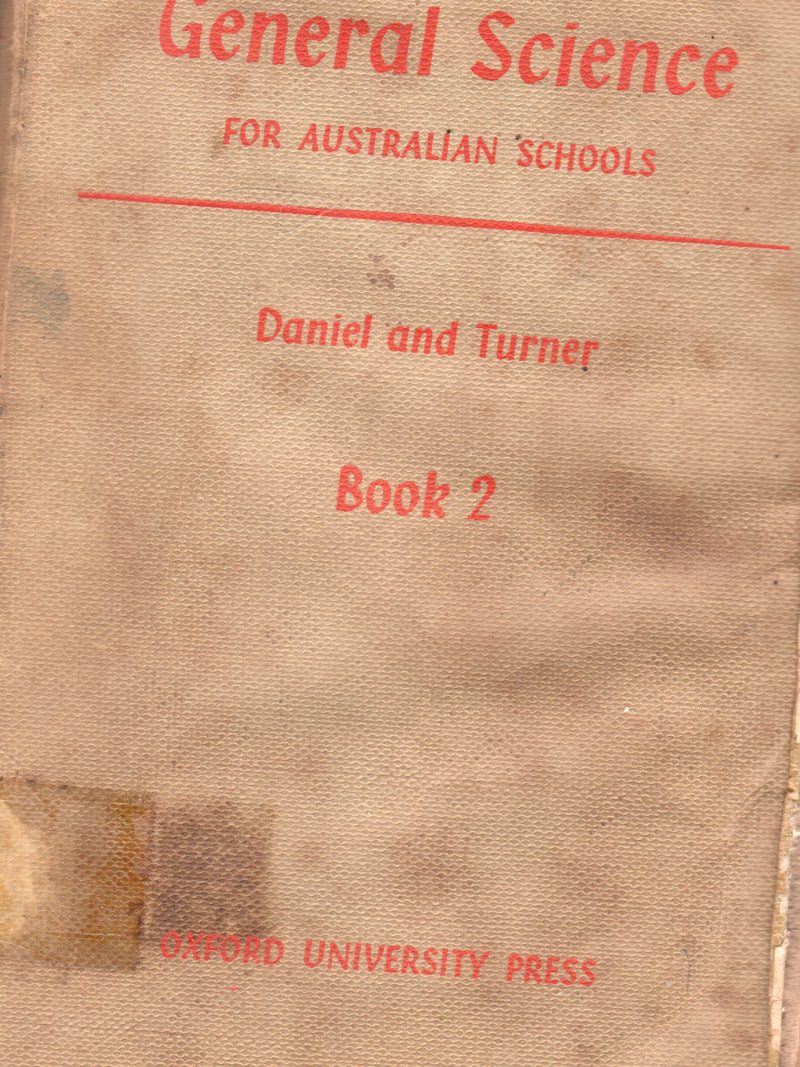 General Science
FOR AUSTRALIAN SCHOOLS
Daniel and Turner
Book 2
OXFORD UNIVERSITY PRESS